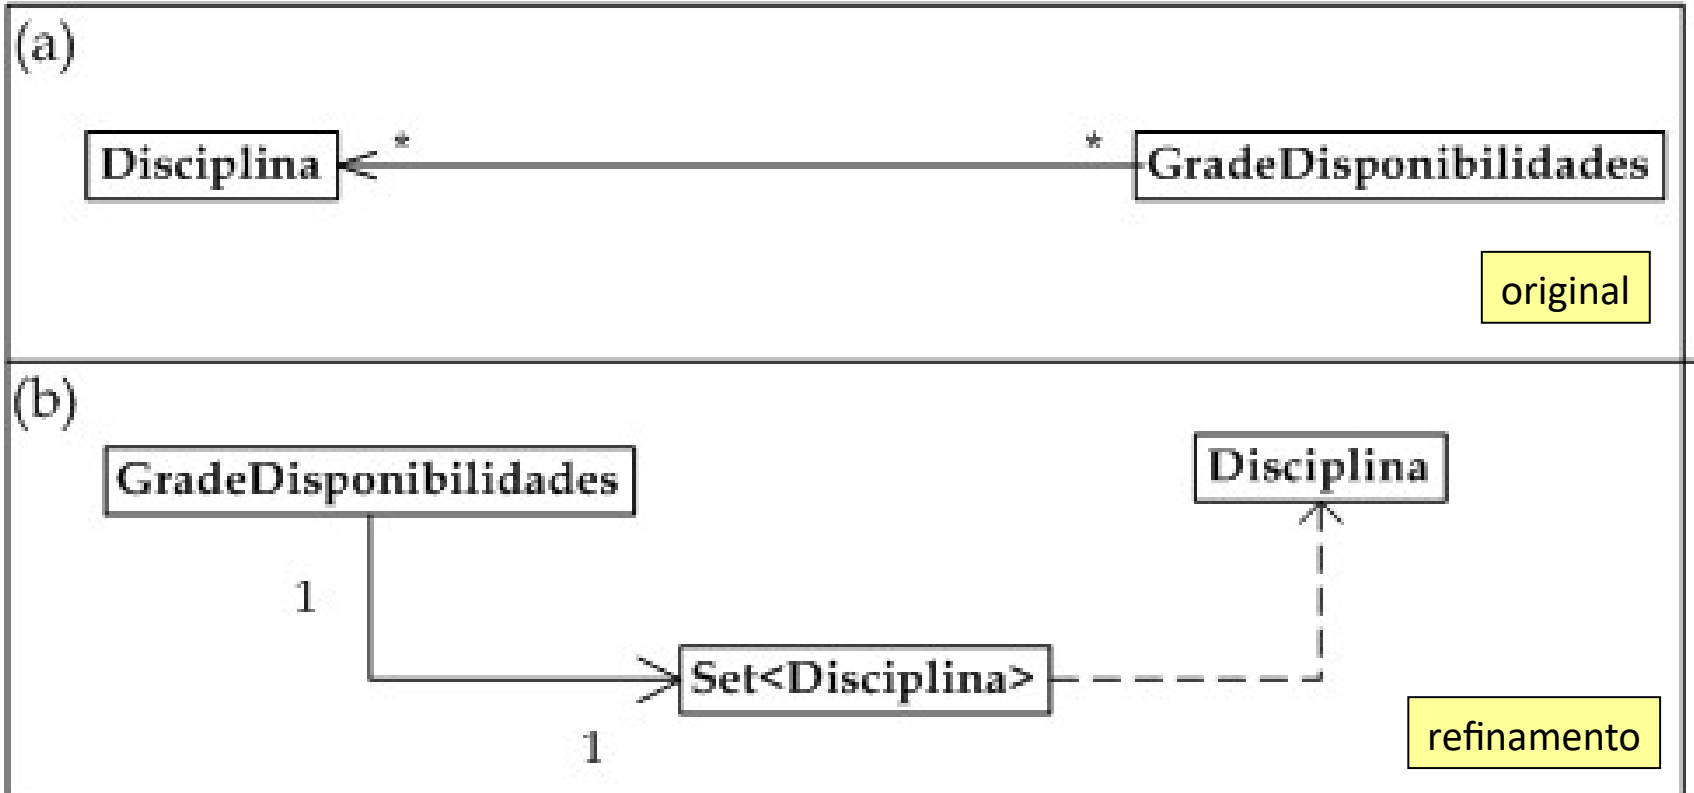 (a)
* *
Disciplina GradeDisponibilidades
original
(b)
GradeDisponibilidades Disciplina
1
Set<Disciplina>
1
refinamento